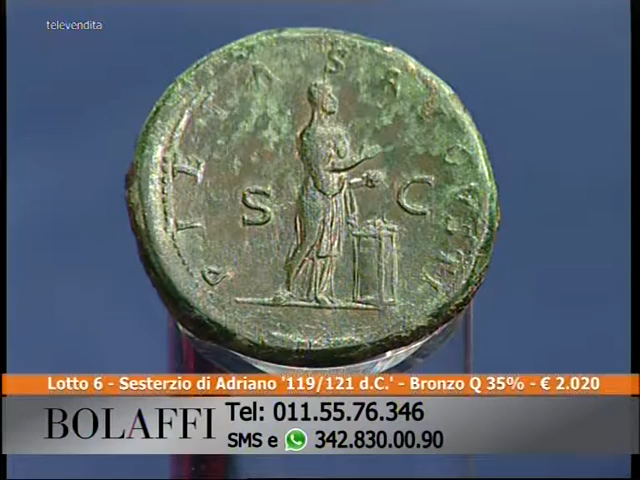 televendita
PIETAS AVGVSTI
S C
Lotto 6 - Sesterzio di Adriano '119/121 d.C.' - Bronzo Q 35% - € 2.020
BOLAFFI
Tel: 011.55.76.346
SMS e 342.830.00.90